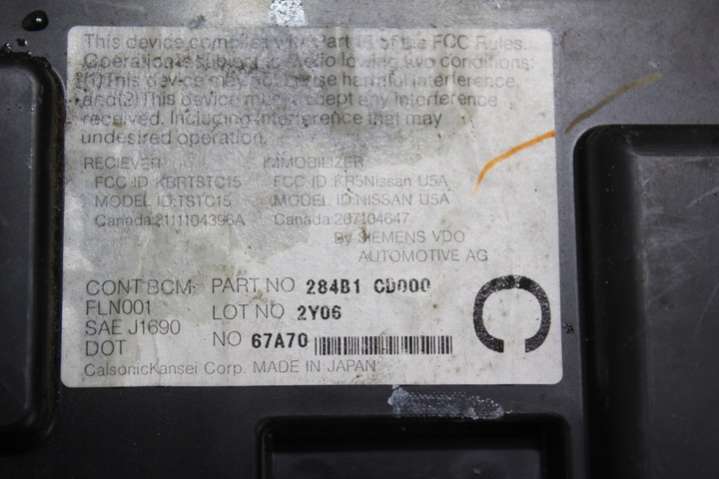 This device complies with Part 15 of the FCC Rules.
Operation is subject to the following two conditions:
(1)This device may not cause harmful interference,
and(2)This device must accept any interference
received. Including interference that may
undesired operation.
RECIEVER IMMOBILIZER
FCC ID:KBRTSTC15 FCC ID:KR5Nissan USA
MODEL ID:TSTC15 MODEL ID:NISSAN USA
Canada:2111104396A Canada:267104647
By SIEMENS VDO
AUTOMOTIVE AG
CONT BCM: PART NO 284B1 CD000
FLN001 LOT NO 2Y06
SAE J1690 NO 67A70
DOT
CalsonicKansei Corp. MADE IN JAPAN